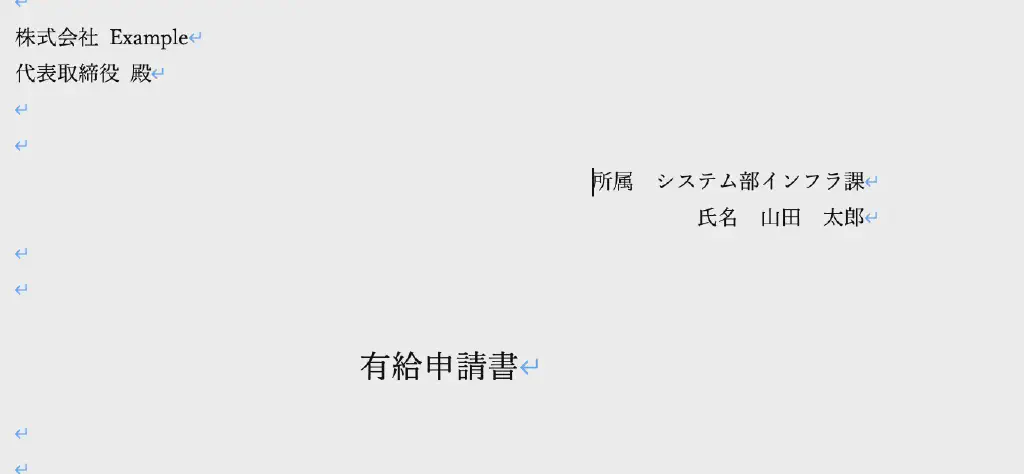 株式会社 Example
代表取締役 殿
所属　システム部インフラ課
氏名　山田　太郎
有給申請書